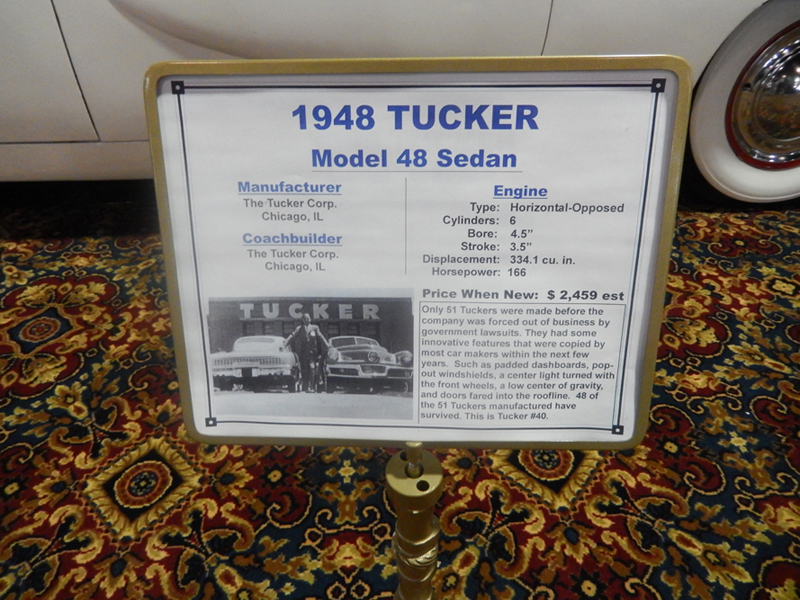 1948 TUCKER
Model 48 Sedan
Manufacturer
The Tucker Corp.
Chicago, IL
Coachbuilder
The Tucker Corp.
Chicago, IL
Engine
Type: Horizontal-Opposed
Cylinders: 6
Bore: 4.5"
Stroke: 3.5"
Displacement: 334.1 cu. in.
Horsepower: 166
TUCKER
Price When New: $ 2,459 est
Only 51 Tuckers were made before the
company was forced out of business by
government lawsuits. They had some
innovative features that were copied by
most car makers within the next few
years. Such as padded dashboards, pop-
out windshields, a center light turned with
the front wheels, a low center of gravity,
and doors fared into the roofline. 48 of
the 51 Tuckers manufactured have
survived. This is Tucker #40.